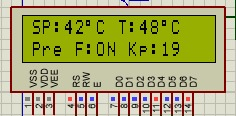 SP:42°C T:48°C
Pre F:ON Kp:19
VSS VDD VEE RS RW E D0 D1 D2 D3 D4 D5 D6 D7
1 2 3 4 5 6 7 8 9 10 11 12 13 14